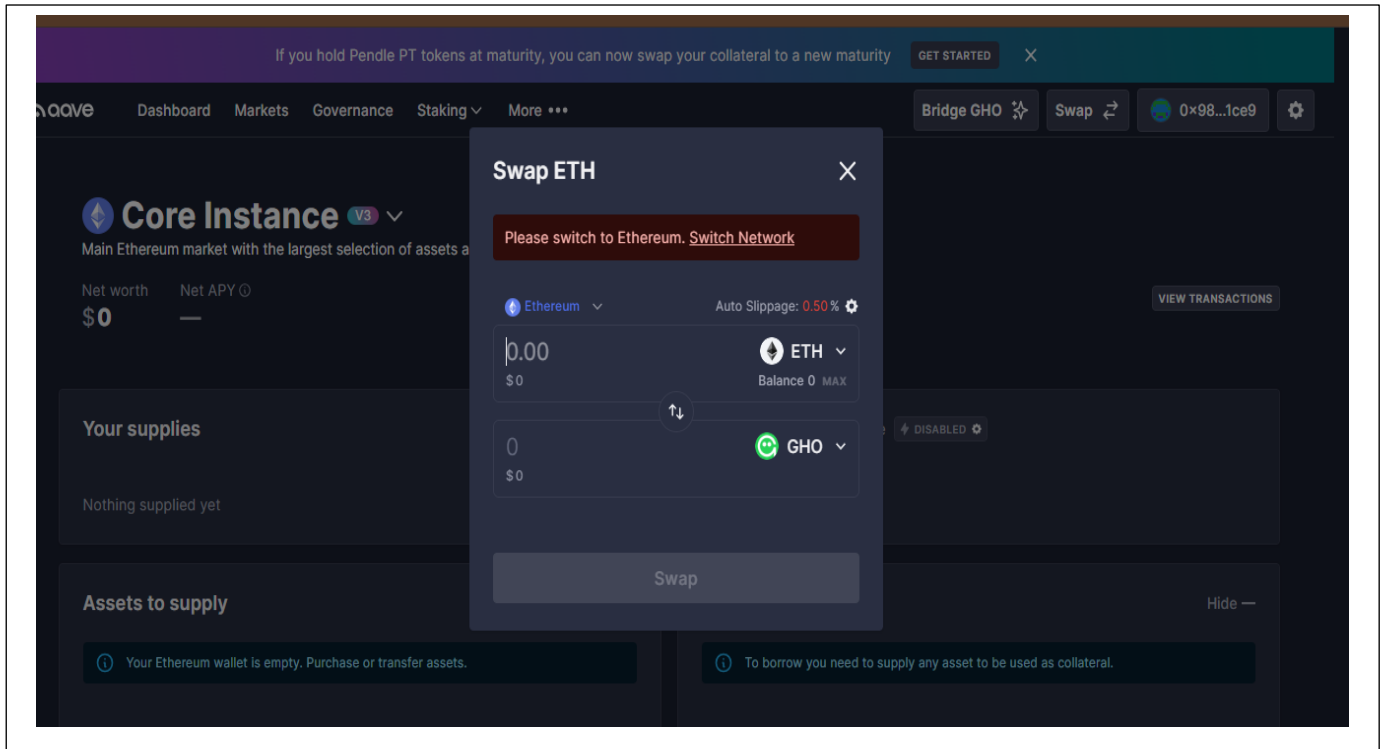 If you hold Pendle PT tokens at maturity, you can now swap your collateral to a new maturity GET STARTED
aave Dashboard Markets Governance Staking More Bridge GHO Swap 0×98...1ce9
Swap ETH
Core Instance V3
Please switch to Ethereum. Switch Network
Main Ethereum market with the largest selection of assets a
Net worth Net APY
$0 —
VIEW TRANSACTIONS
Ethereum Auto Slippage: 0.50%
0.00 ETH
$0 Balance 0 MAX
Your supplies
DISABLED
0 GHO
$0
Nothing supplied yet
Swap
Assets to supply
Hide —
Your Ethereum wallet is empty. Purchase or transfer assets.
To borrow you need to supply any asset to be used as collateral.